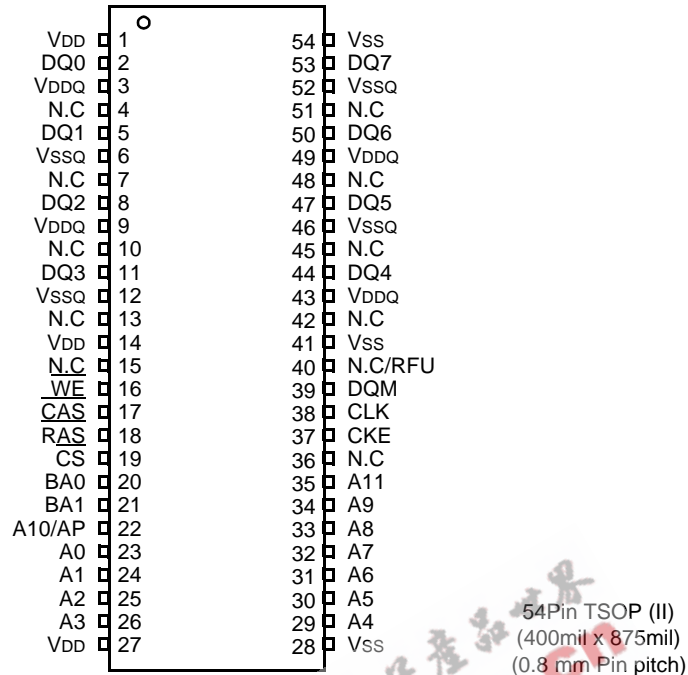 VDD 1 54 VSS
DQ0 2 53 DQ7
VDDQ 3 52 VSSQ
N.C 4 51 N.C
DQ1 5 50 DQ6
VSSQ 6 49 VDDQ
N.C 7 48 N.C
DQ2 8 47 DQ5
VDDQ 9 46 VSSQ
N.C 10 45 N.C
DQ3 11 44 DQ4
VSSQ 12 43 VDDQ
N.C 13 42 N.C
VDD 14 41 VSS
N.C 15 40 N.C/RFU
WE 16 39 DQM
CAS 17 38 CLK
RAS 18 37 CKE
CS 19 36 N.C
BA0 20 35 A11
BA1 21 34 A9
A10/AP 22 33 A8
A0 23 32 A7
A1 24 31 A6
A2 25 30 A5
A3 26 29 A4
VDD 27 28 VSS
54Pin TSOP (II)
(400mil x 875mil)
(0.8 mm Pin pitch)